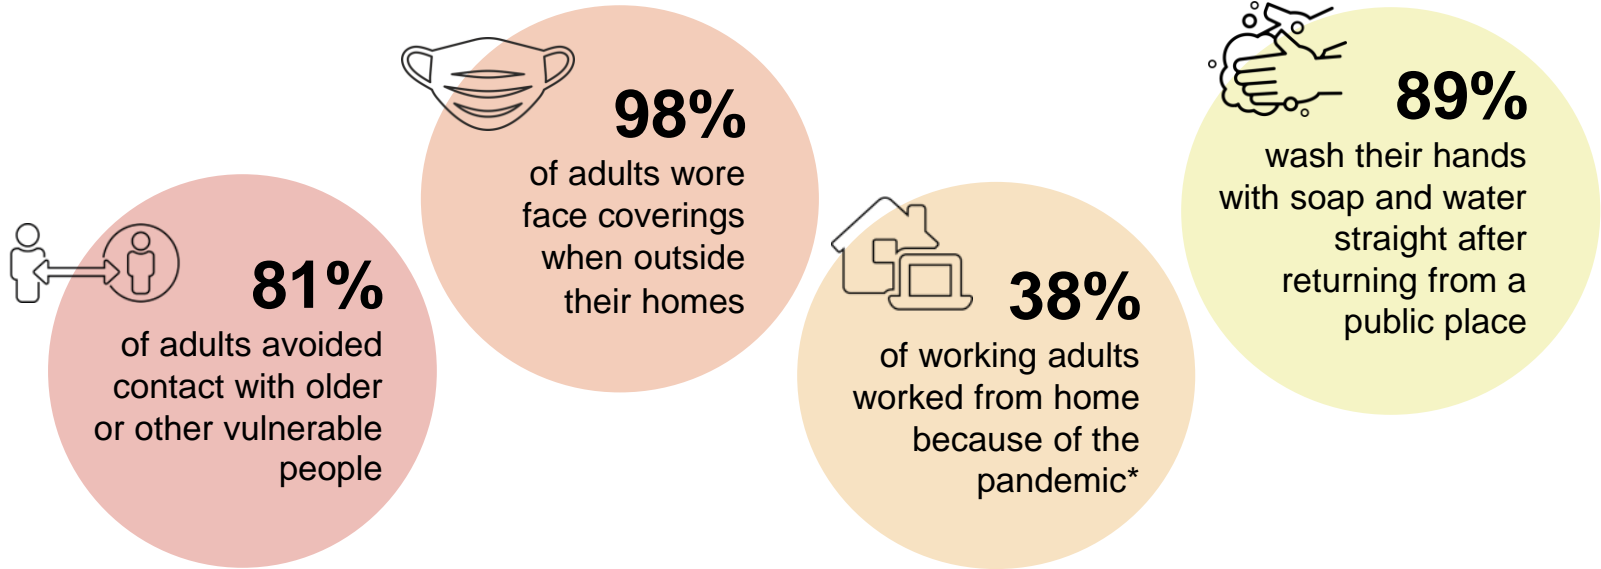 81%
of adults avoided
contact with older
or other vulnerable
people
98%
of adults wore
face coverings
when outside
their homes
38%
of working adults
worked from home
because of the
pandemic*
89%
wash their hands
with soap and water
straight after
returning from a
public place